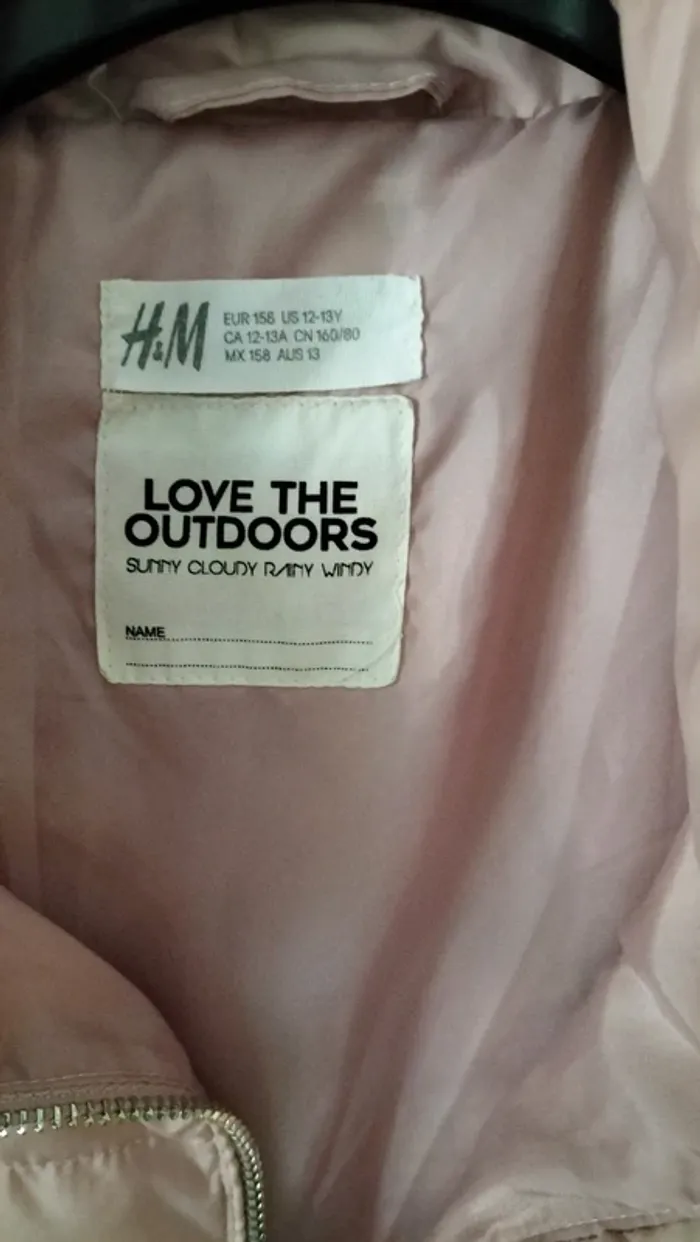 H&M
EUR 158 US 12-13Y
CA 12-13A CN 160/80
MX 158 AUS 13
LOVE THE
OUTDOORS
SUNNY CLOUDY RAINY WINDY
NAME